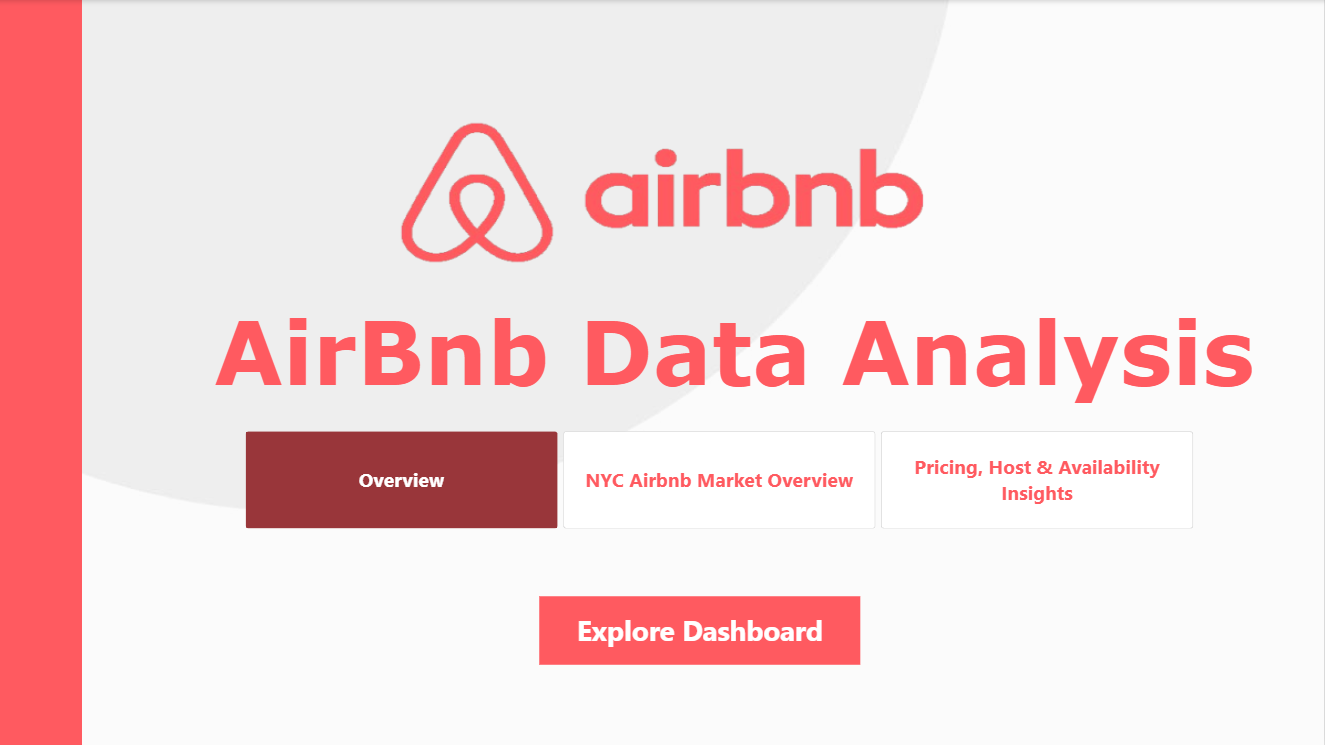 airbnb
AirBnb Data Analysis
Overview
NYC Airbnb Market Overview
Pricing, Host & Availability
Insights
Explore Dashboard